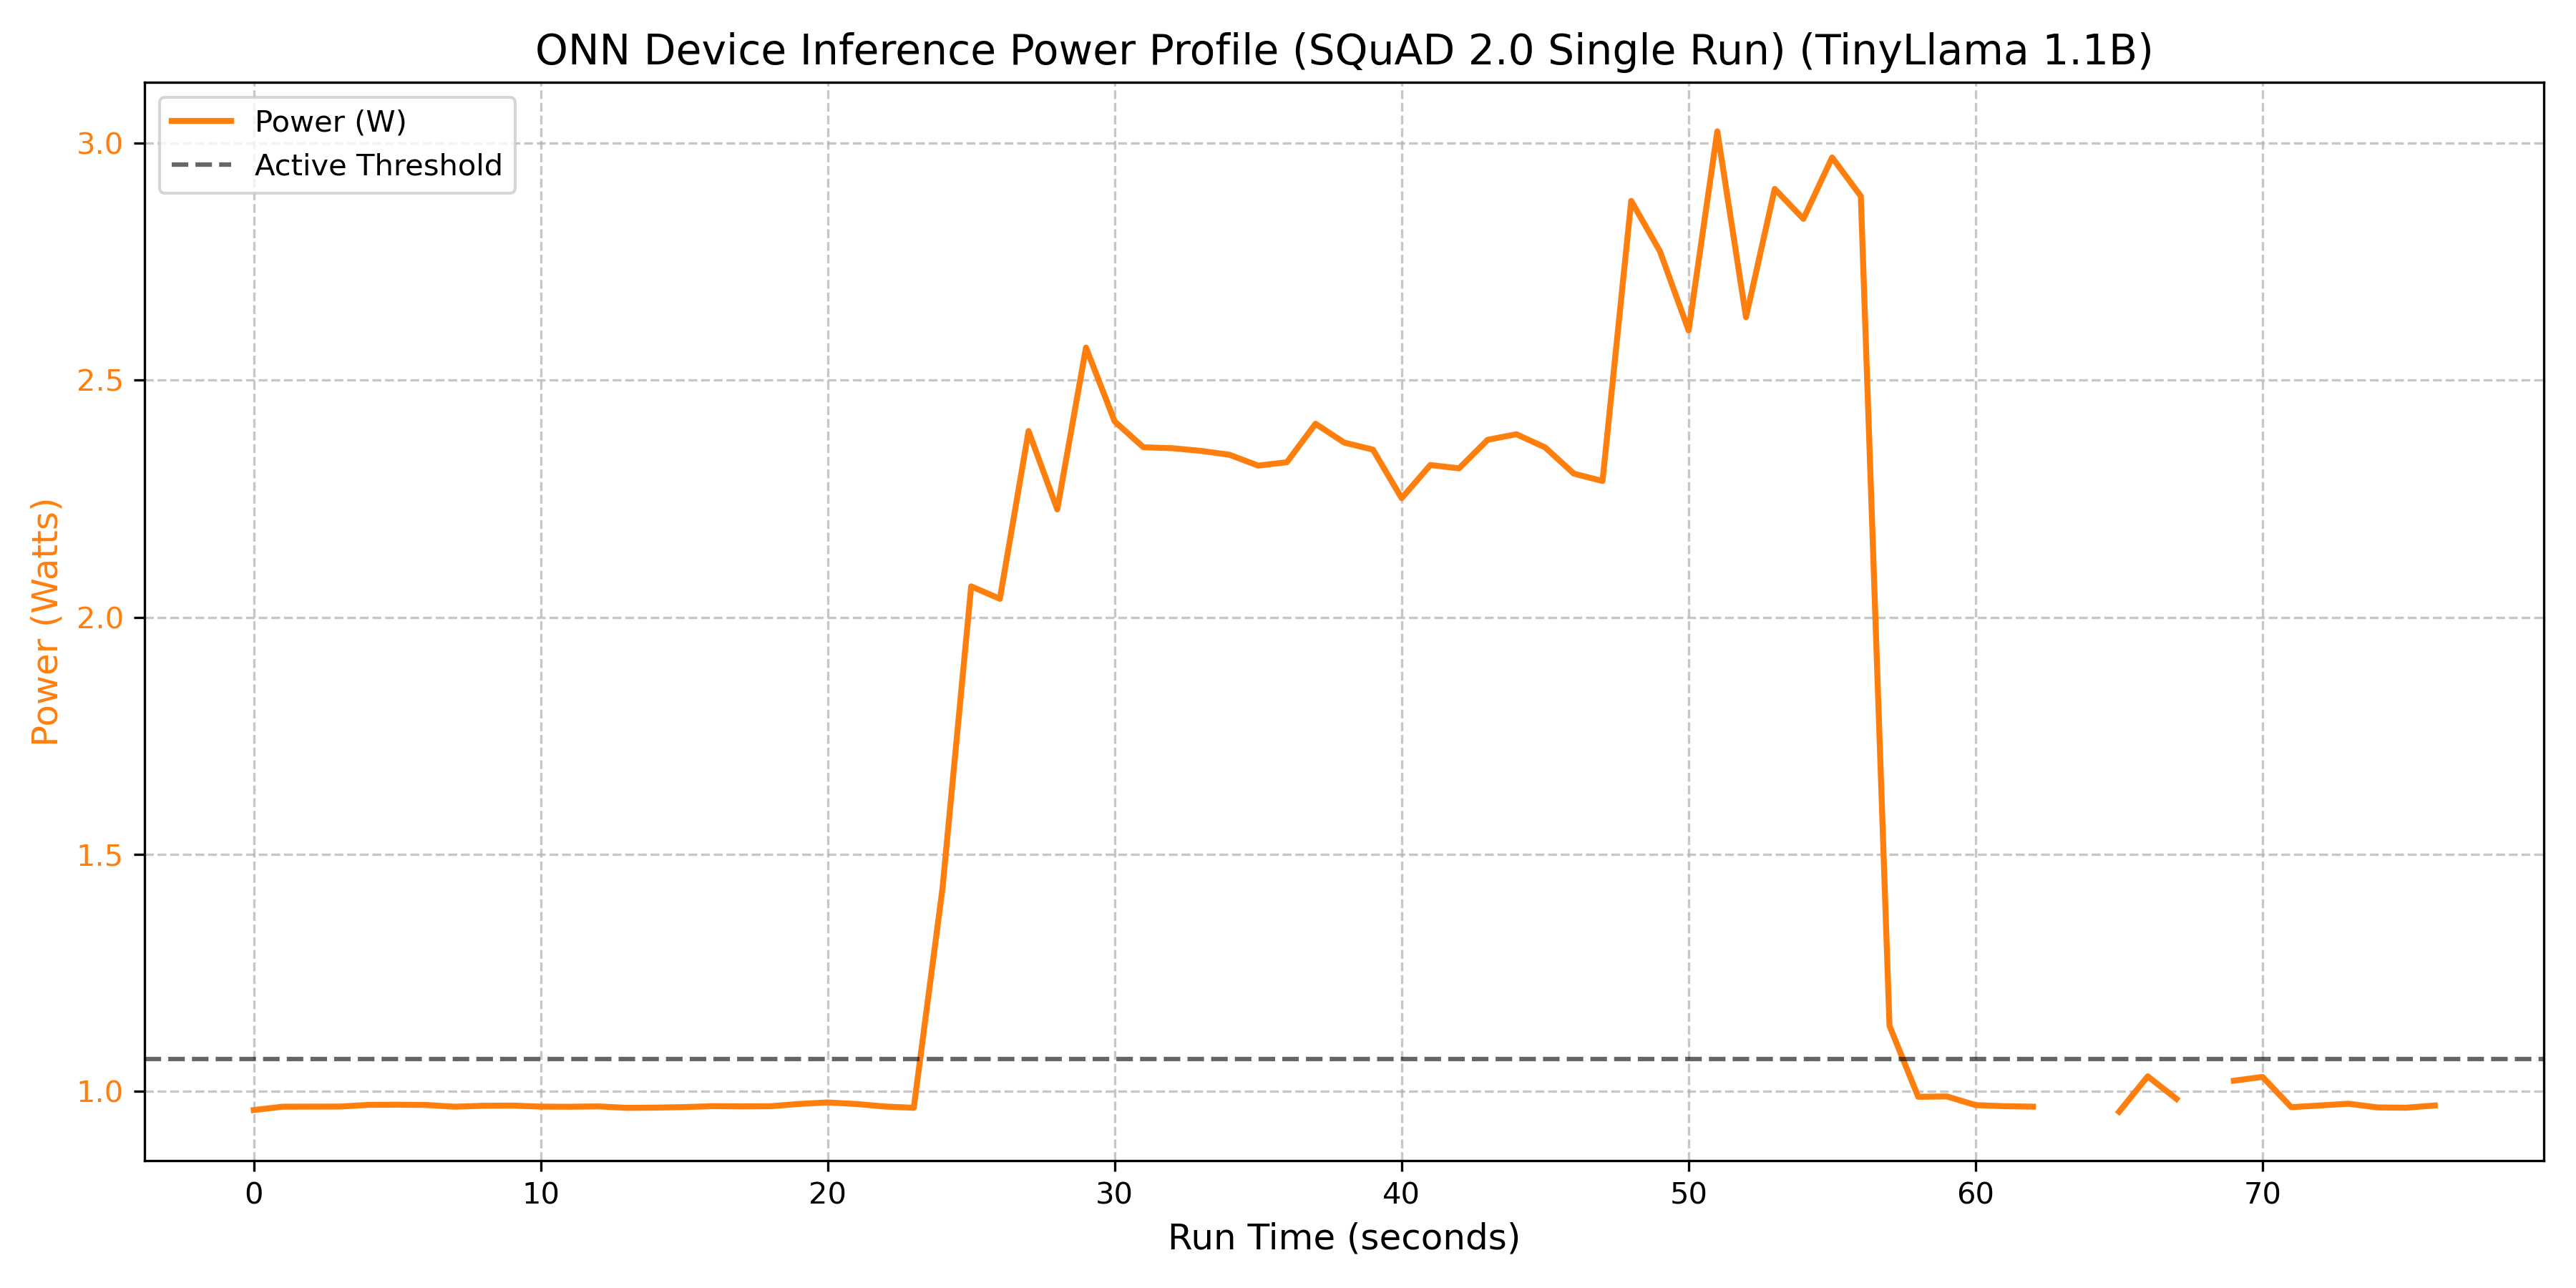 ONN Device Inference Power Profile (SQuAD 2.0 Single Run) (TinyLlama 1.1B)
Power (W)
Active Threshold
Power (Watts)
3.0
2.5
2.0
1.5
1.0
0 10 20 30 40 50 60 70
Run Time (seconds)